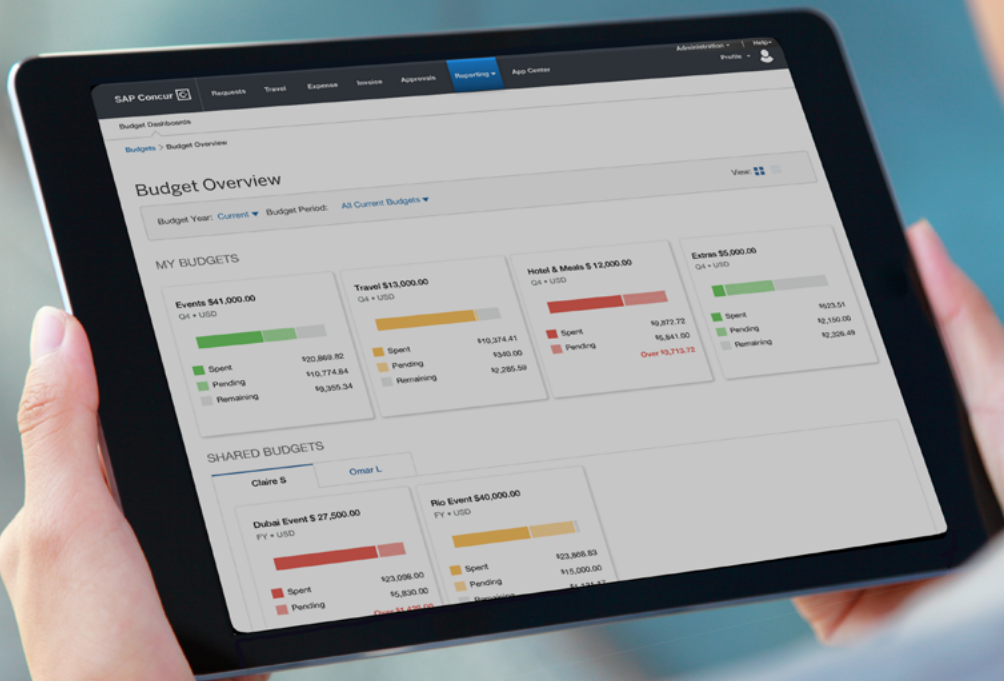 Administration Help
SAP Concur C Requests Travel Expense Invoice Approvals Reporting App Center Profile
Budget Dashboards
Budgets > Budget Overview
Budget Overview
Budget Year: Current Budget Period: All Current Budgets View:
MY BUDGETS
Events $41,000.00
Q4 • USD
Spent $20,869.82
Pending $10,774.84
Remaining $9,355.34
Travel $13,000.00
Q4 • USD
Spent $10,374.41
Pending $340.00
Remaining $2,285.59
Hotel & Meals $ 12,000.00
Q4 • USD
Spent $9,872.72
Pending $5,841.00
Over $3,713.72
Extras $5,000.00
Q4 • USD
Spent $523.51
Pending $2,150.00
Remaining $2,326.49
SHARED BUDGETS
Claire S Omar L
Dubai Event $ 27,500.00
FY • USD
Spent $23,098.00
Pending $5,830.00
Over
Rio Event $40,000.00
FY • USD
Spent $23,868.83
Pending $15,000.00
Remaining